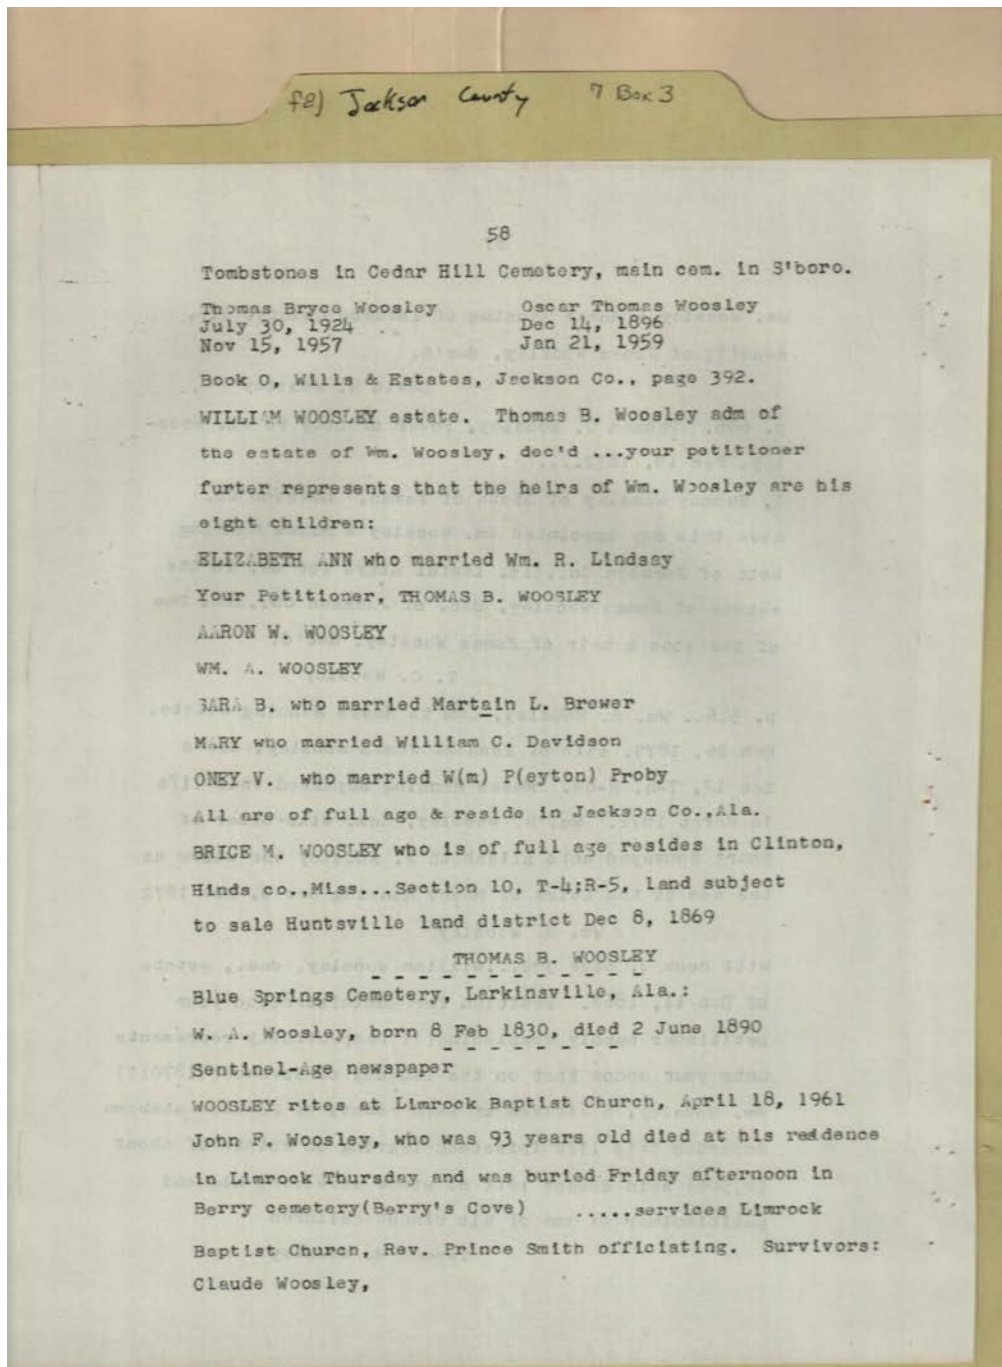 f8) Jackson County 7 Box 3
58
Tombstones in Cedar Hill Cemetery, main cem. in S'boro.
Thomas Bryce Woosley Oscar Thomas Woosley
July 30, 1924 Dec 14, 1896
Nov 15, 1957 Jan 21, 1959
Book O, Wills & Estates, Jackson Co., page 392.
WILLIAM WOOSLEY estate. Thomas B. Woosley adm of
the estate of Wm. Woosley, dec'd ...your petitioner
furter represents that the heirs of Wm. Woosley are his
eight children:
ELIZABETH ANN who married Wm. R. Lindsay
Your Petitioner, THOMAS B. WOOSLEY
AARON W. WOOSLEY
WM. A. WOOSLEY
SARA B. who married Martain L. Brewer
MARY who married William C. Davidson
ONEY V. who married W(m) P(eyton) Proby
All are of full age & reside in Jackson Co.,Ala.
BRICE M. WOOSLEY who is of full age resides in Clinton,
Hinds co.,Miss...Section 10, T-4;R-5, land subject
to sale Huntsville land district Dec 8, 1869
THOMAS B. WOOSLEY
- - - - - - - - - - - - -
Blue Springs Cemetery, Larkinsville, Ala.:
W. A. Woosley, born 8 Feb 1830, died 2 June 1890
- - - - - - - -
Sentinel-Age newspaper
WOOSLEY rites at Limrock Baptist Church, April 18, 1961
John F. Woosley, who was 93 years old died at his residence
in Limrock Thursday and was buried Friday afternoon in
Berry cemetery(Berry's Cove) .....services Limrock
Baptist Church, Rev. Prince Smith officiating. Survivors:
Claude Woosley,